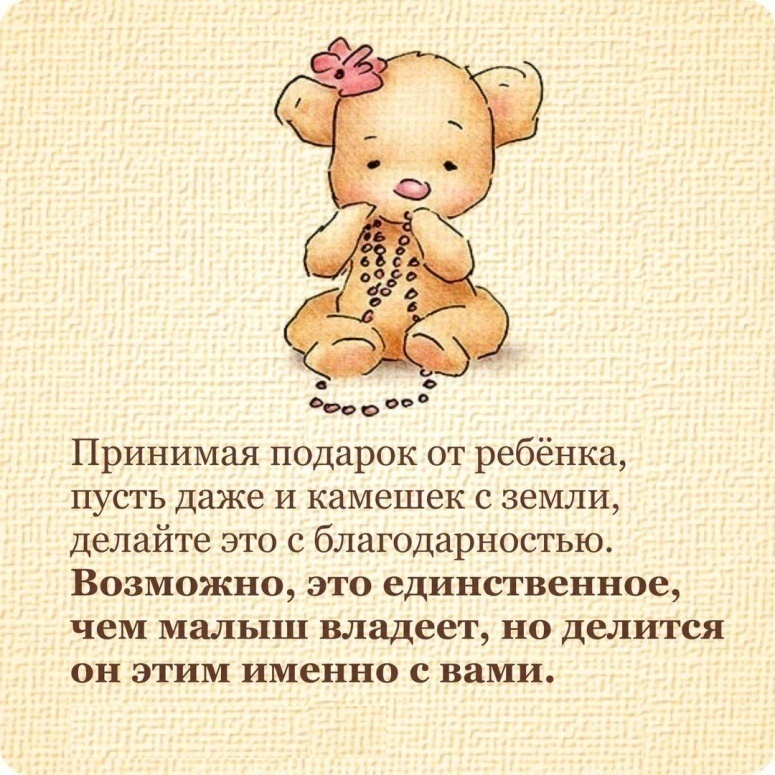 Принимая подарок от ребёнка,
пусть даже и камешек с земли,
делайте это с благодарностью.
Возможно, это единственное,
чем малыш владеет, но делится
он этим именно с вами.